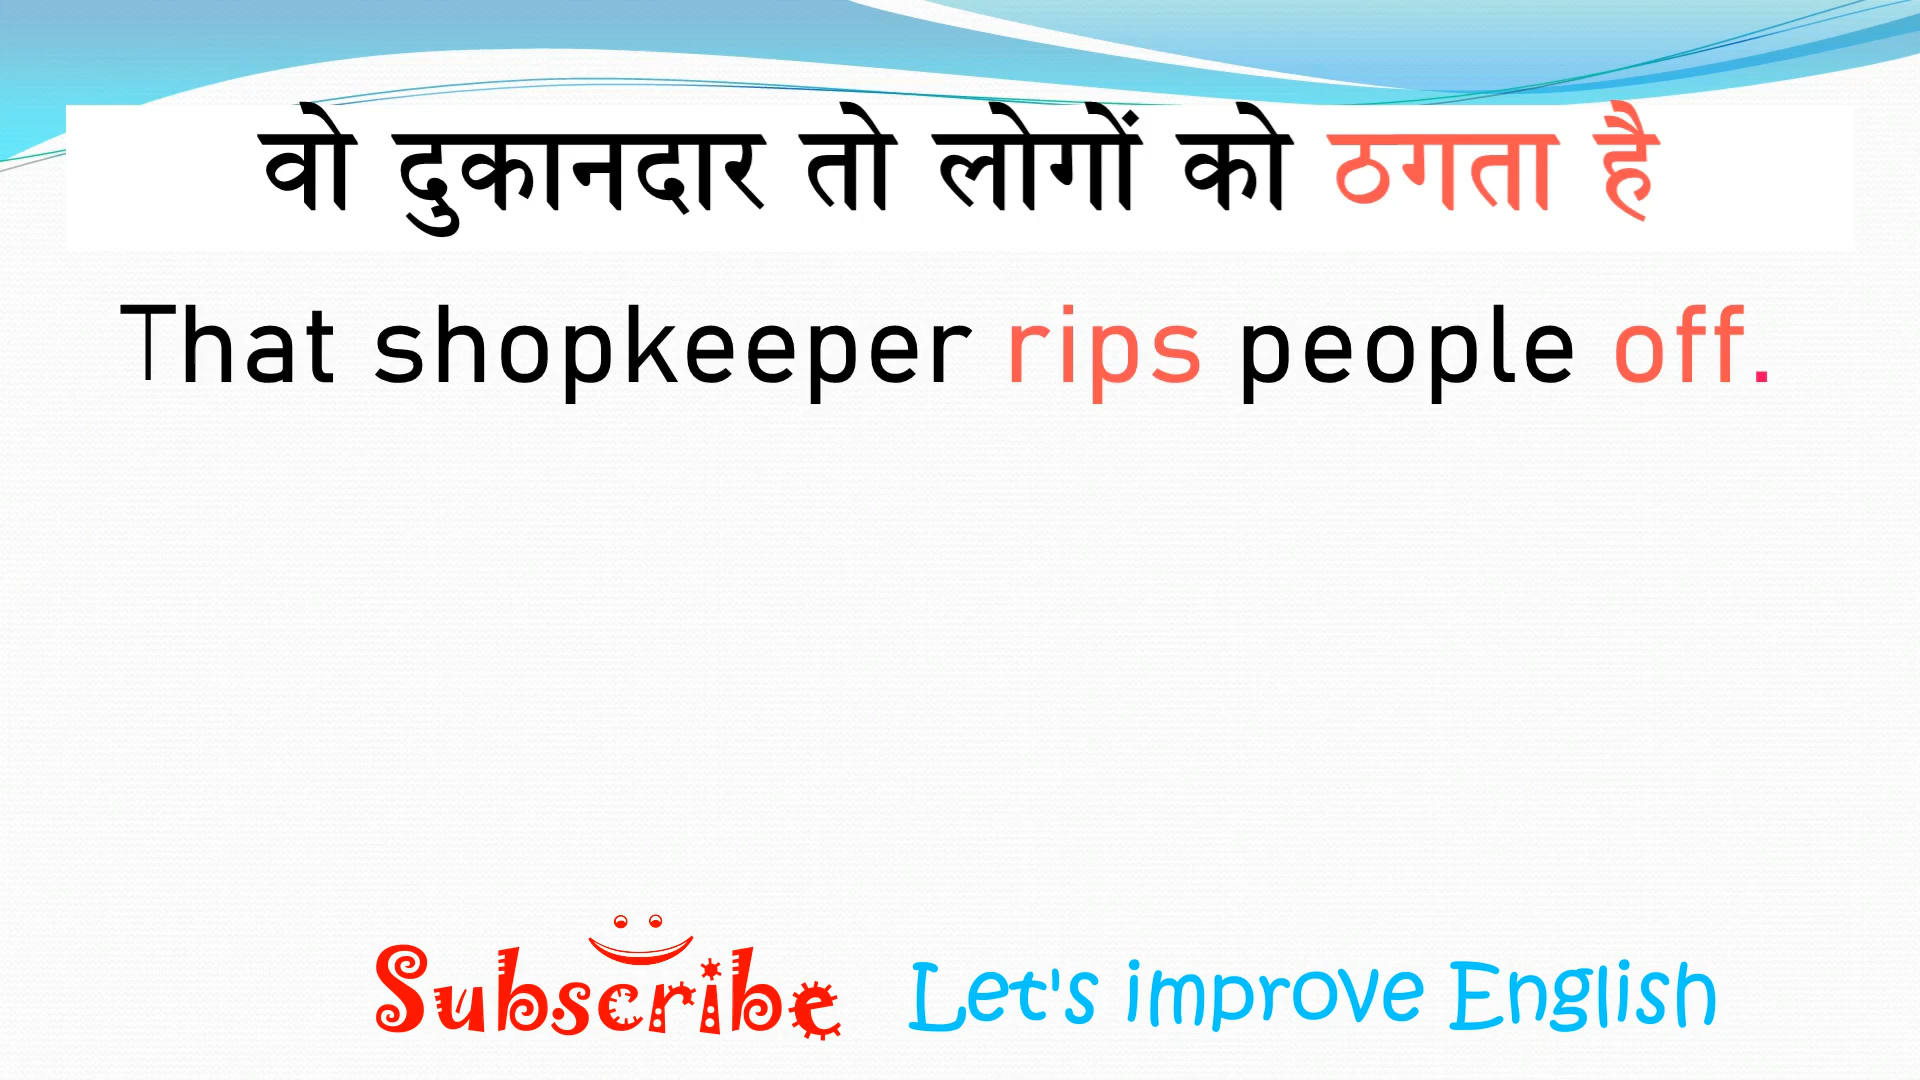 वो दुकानदार तो लोगों को ठगता है
That shopkeeper rips people off.
Subscribe Let's improve English